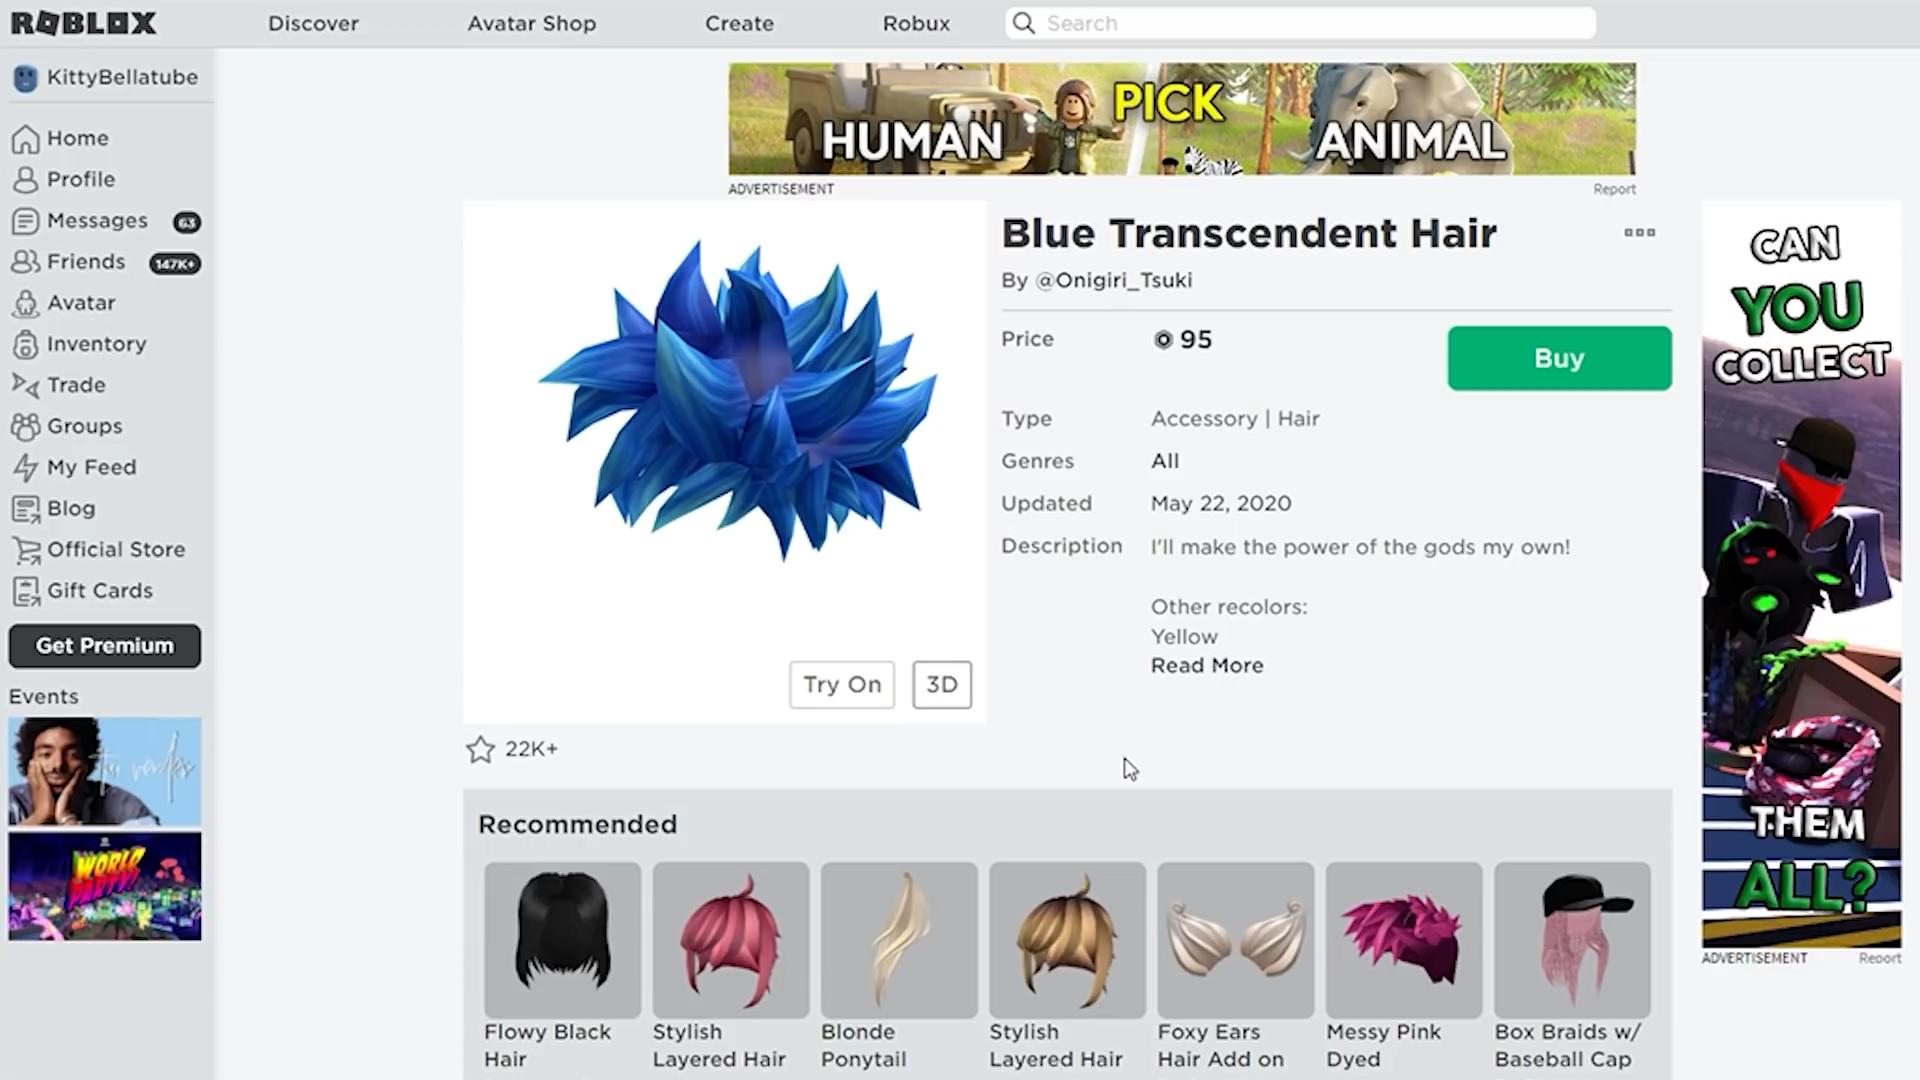 ROBLOX
Discover
Avatar Shop
Create
Robux
Search
KittyBellatube
Home
Profile
Messages 63
Friends 147K+
Avatar
Inventory
Trade
Groups
My Feed
Blog
Official Store
Gift Cards
Get Premium
Events
WORLD
PARTY
HUMAN
PICK
ANIMAL
ADVERTISEMENT
Report
Blue Transcendent Hair
By @Onigiri_Tsuki
Price 95
Buy
Type Accessory | Hair
Genres All
Updated May 22, 2020
Description I'll make the power of the gods my own!
Other recolors:
Yellow
Read More
Try On
3D
22K+
Recommended
Flowy Black
Hair
Stylish
Layered Hair
Blonde
Ponytail
Stylish
Layered Hair
Foxy Ears
Hair Add on
Messy Pink
Dyed
Box Braids w/
Baseball Cap
CAN
YOU
COLLECT
THEM
ALL?
ADVERTISEMENT
Report